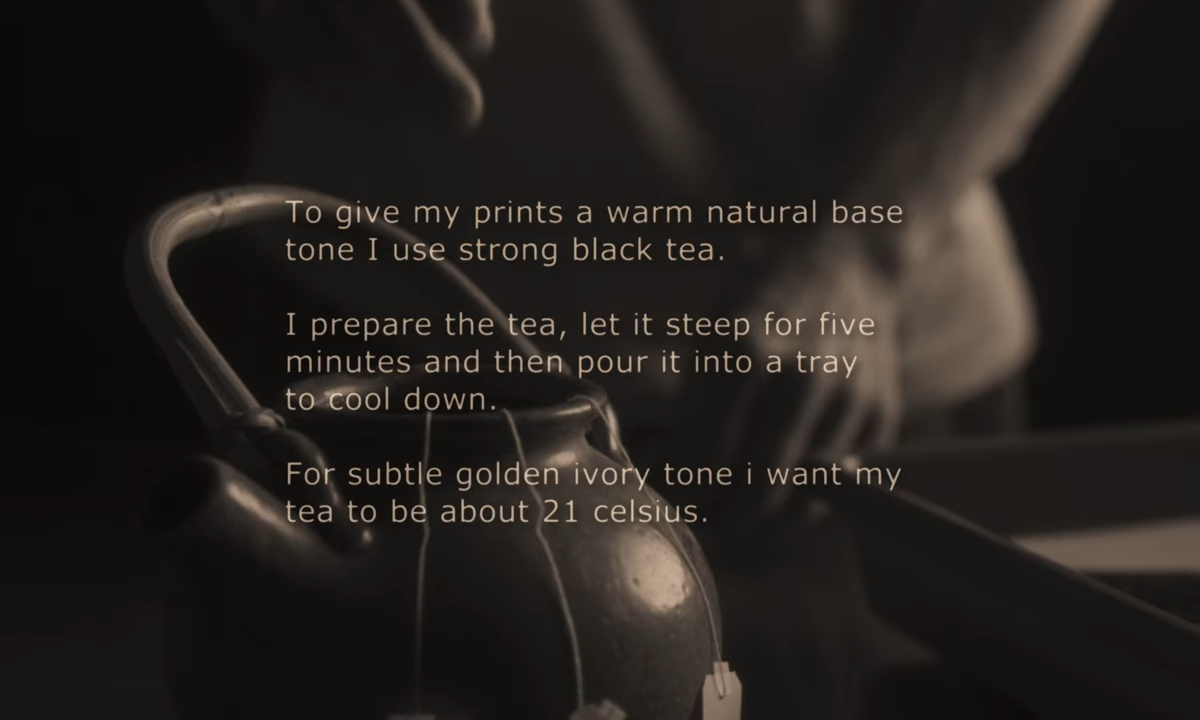 To give my prints a warm natural base
tone I use strong black tea.
I prepare the tea, let it steep for five
minutes and then pour it into a tray
to cool down.
For subtle golden ivory tone i want my
tea to be about 21 celsius.